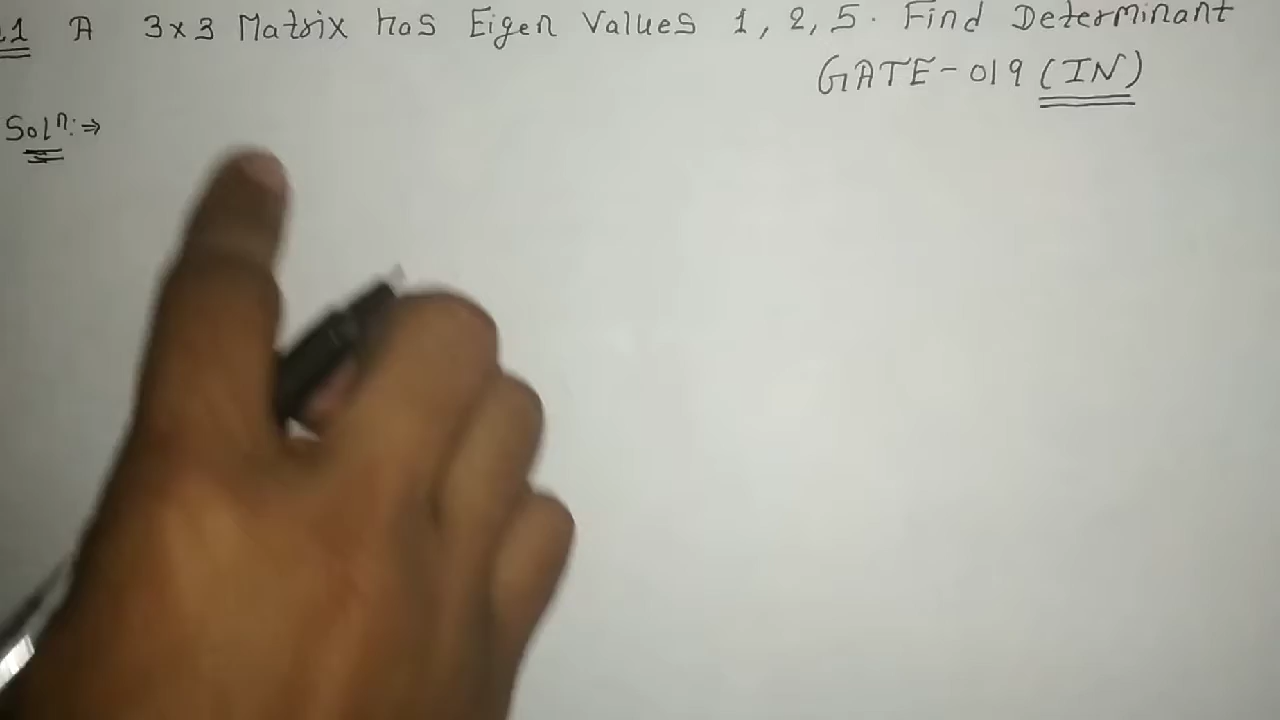 .1 A 3x3 Matrix has Eigen Values 1, 2, 5. Find Determinant
GATE-019 (IN)
Solⁿ:⇒